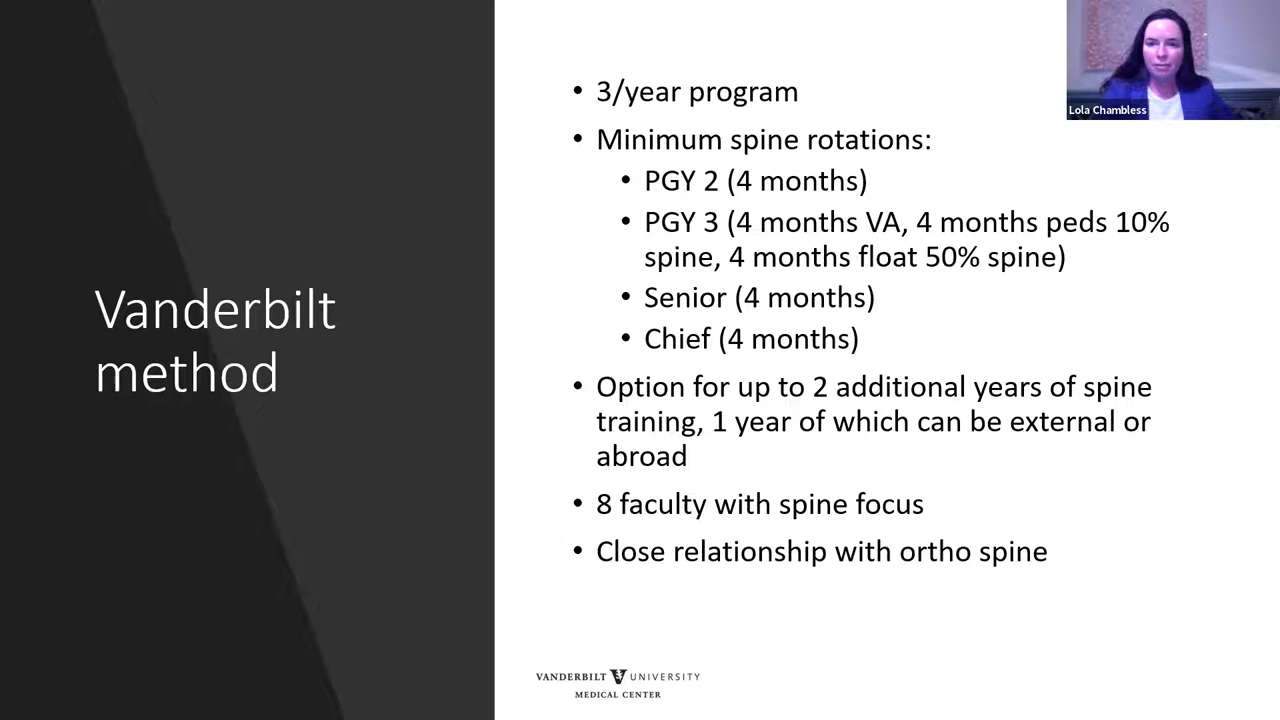 Vanderbilt
method
• 3/year program
• Minimum spine rotations:
• PGY 2 (4 months)
• PGY 3 (4 months VA, 4 months peds 10%
spine, 4 months float 50% spine)
• Senior (4 months)
• Chief (4 months)
• Option for up to 2 additional years of spine
training, 1 year of which can be external or
abroad
• 8 faculty with spine focus
• Close relationship with ortho spine
Lola Chambless
VANDERBILT V UNIVERSITY
MEDICAL CENTER